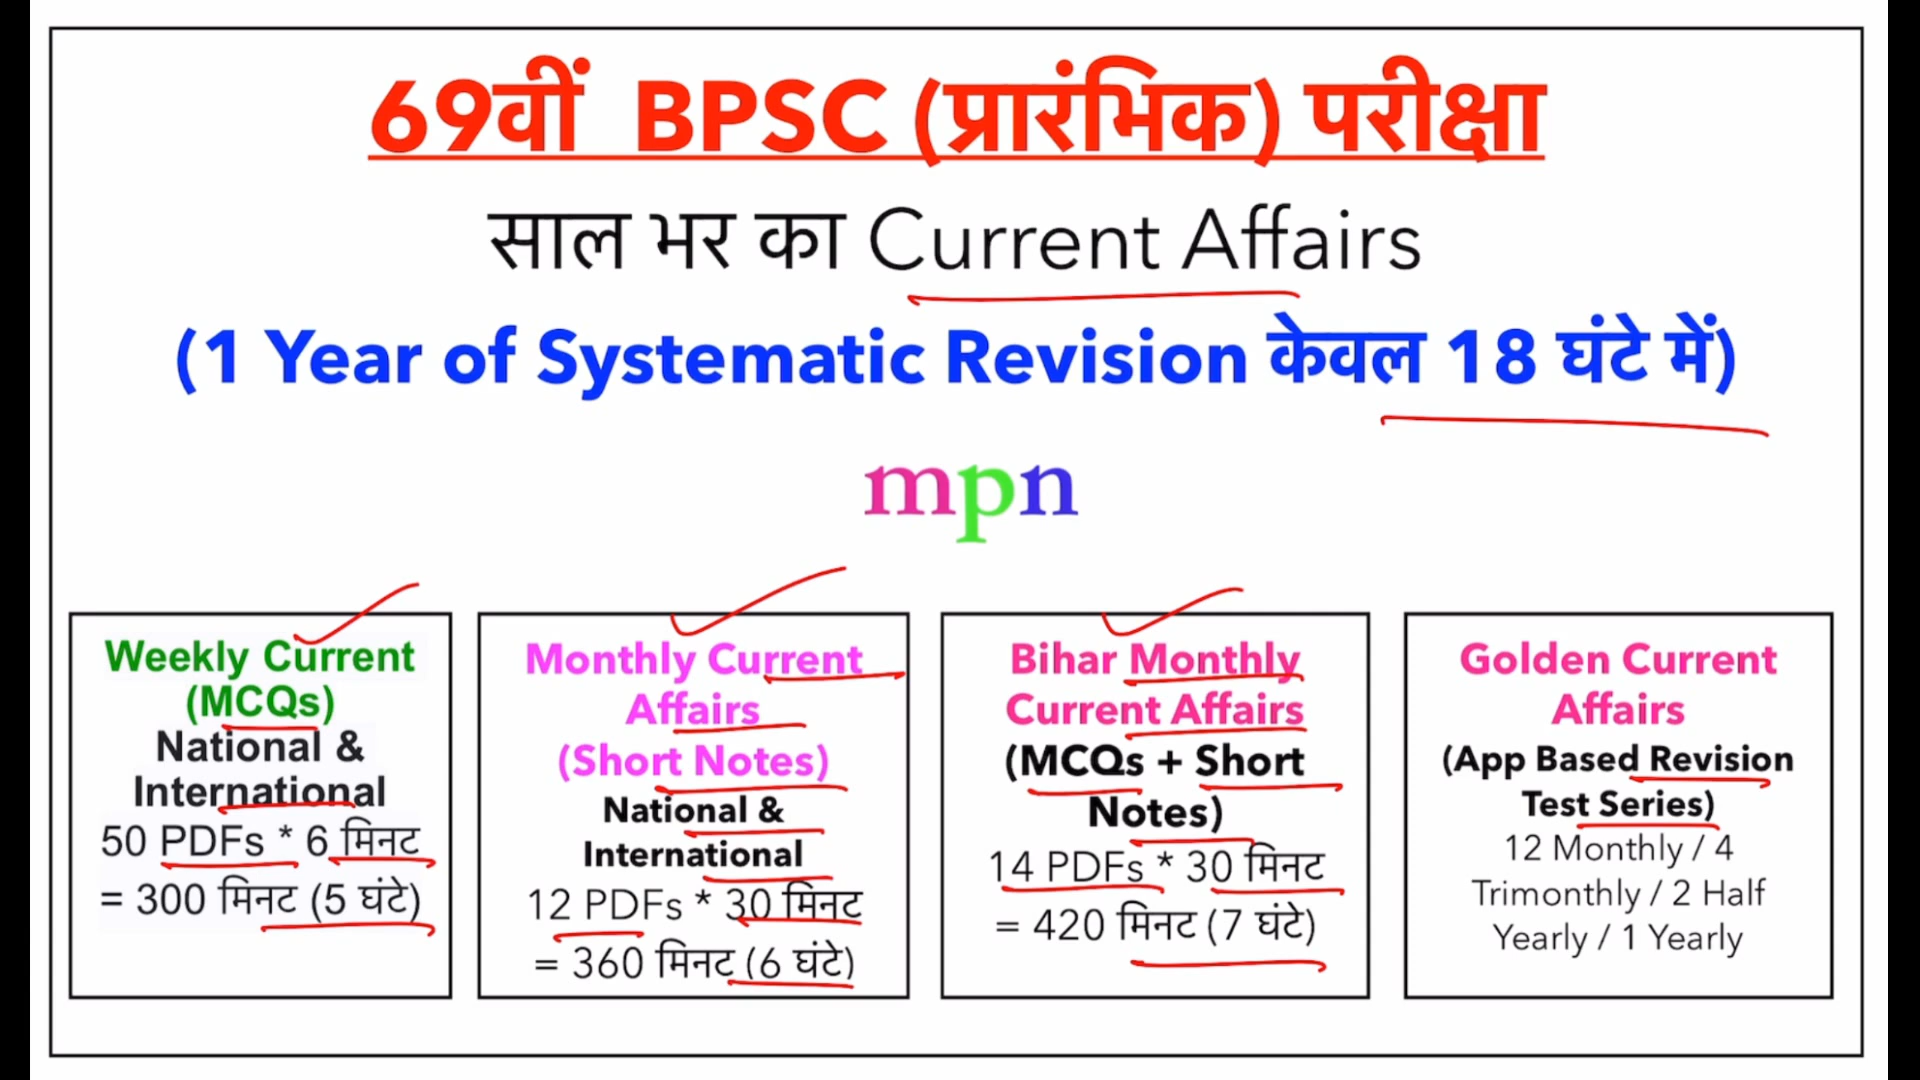 69वीं BPSC (प्रारंभिक) परीक्षा
साल भर का Current Affairs
(1 Year of Systematic Revision केवल 18 घंटे में)
mpn
Weekly Current
(MCQs)
National &
International
50 PDFs * 6 मिनट
= 300 मिनट (5 घंटे)
Monthly Current
Affairs
(Short Notes)
National &
International
12 PDFs * 30 मिनट
= 360 मिनट (6 घंटे)
Bihar Monthly
Current Affairs
(MCQs + Short
Notes)
14 PDFs * 30 मिनट
= 420 मिनट (7 घंटे)
Golden Current
Affairs
(App Based Revision
Test Series)
12 Monthly / 4
Trimonthly / 2 Half
Yearly / 1 Yearly